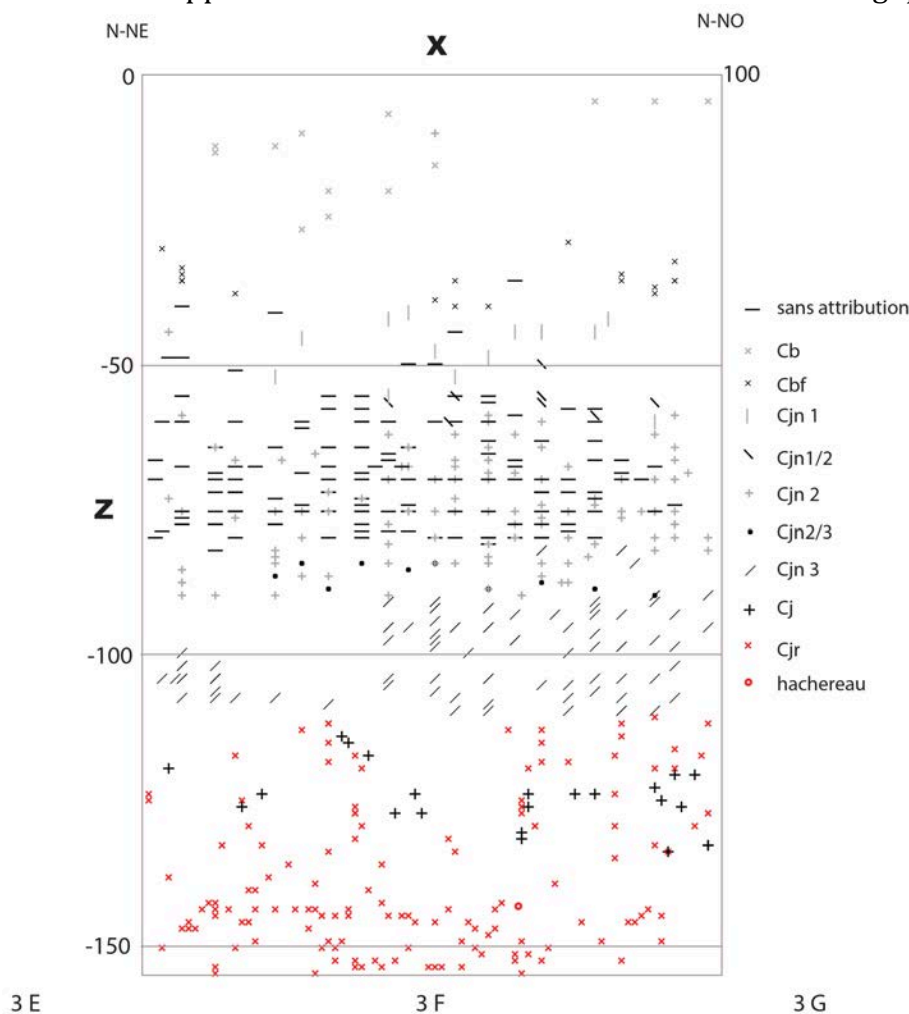 N-NE
X
N-NO
0
100
-50
Z
-100
-150
sans attribution
Cb
Cbf
Cjn 1
Cjn1/2
Cjn 2
Cjn2/3
Cjn 3
Cj
Cjr
hachereau
3 E
3 F
3 G